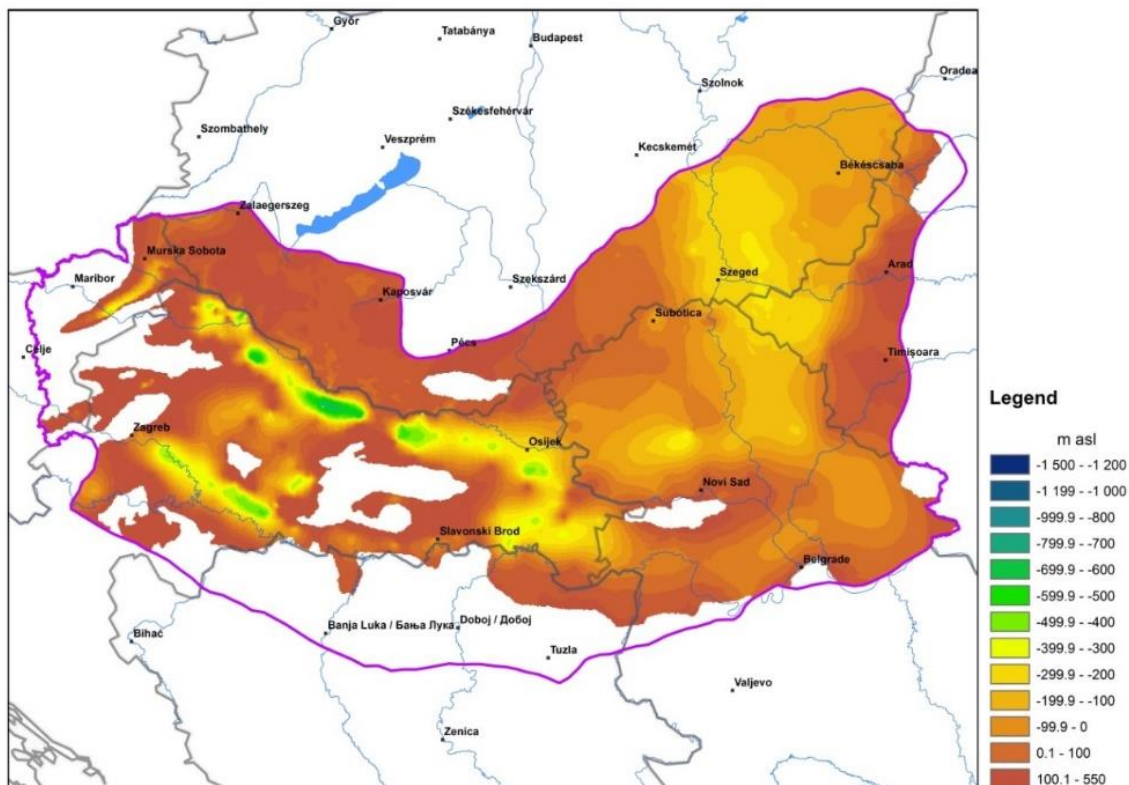 Győr
Tatabánya
Budapest
Oradea
Szolnok
Székesfehérvár
Szombathely
Veszprém
Kecskemét
Békéscsaba
Zalaegerszeg
Murska Sobota
Maribor
Szeged
Arad
Szekszárd
Kaposvár
Subotica
Pécs
Celje
Timișoara
Zagreb
Osijek
Novi Sad
Slavonski Brod
Belgrade
Banja Luka / Бања Лука
Doboj / Добој
Bihać
Tuzla
Valjevo
Zenica
Legend
m asl
-1 500 - -1 200
-1 199 - -1 000
-999.9 - -800
-799.9 - -700
-699.9 - -600
-599.9 - -500
-499.9 - -400
-399.9 - -300
-299.9 - -200
-199.9 - -100
-99.9 - 0
0.1 - 100
100.1 - 550